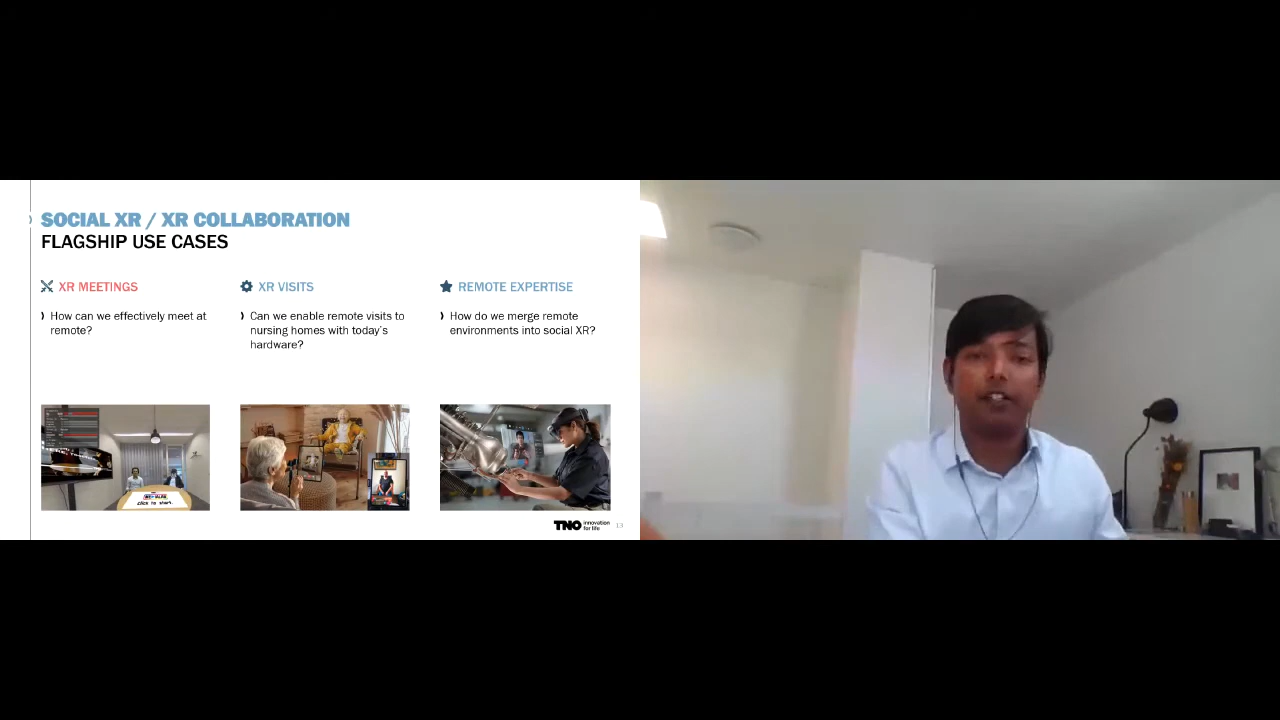 SOCIAL XR / XR COLLABORATION
FLAGSHIP USE CASES
XR MEETINGS
How can we effectively meet at
remote?
XR VISITS
Can we enable remote visits to
nursing homes with today's
hardware?
REMOTE EXPERTISE
How do we merge remote
environments into social XR?
click to start.
TNO innovation
for life
13